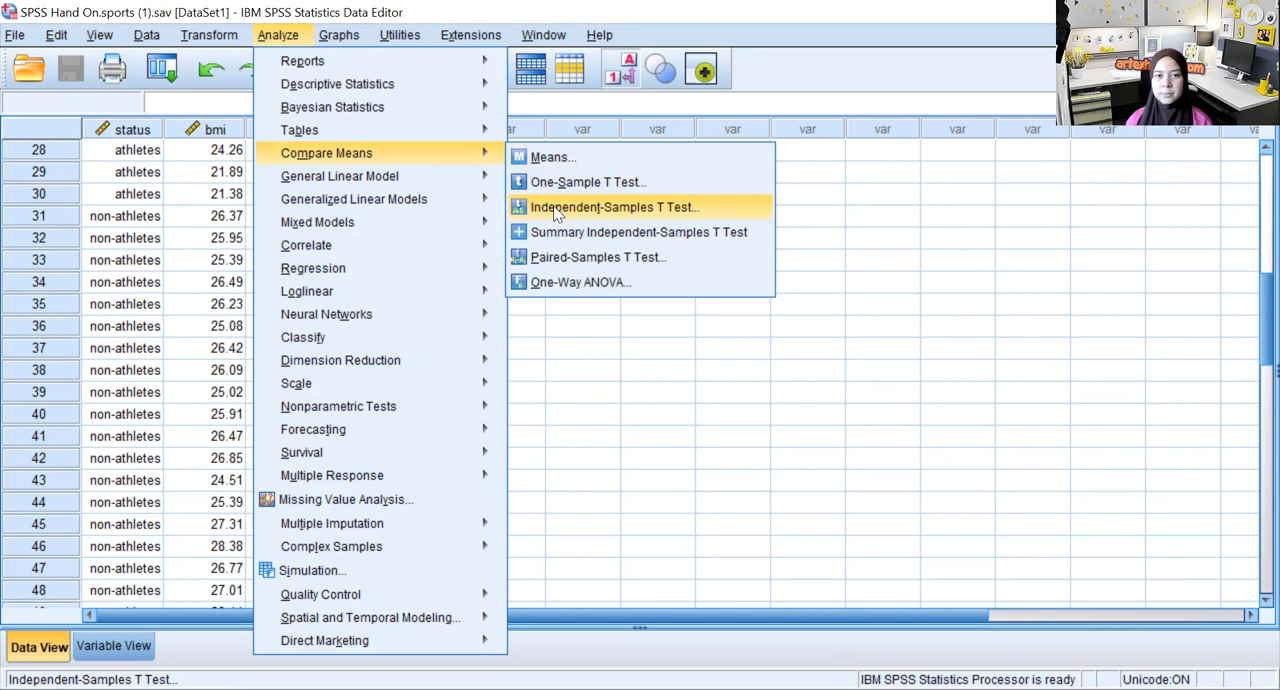 SPSS Hand On.sports (1).sav [DataSet1] - IBM SPSS Statistics Data Editor
File Edit View Data Transform Analyze Graphs Utilities Extensions Window Help
status bmi var var var var var var var var
28 athletes 24.26
29 athletes 21.89
30 athletes 21.38
31 non-athletes 26.37
32 non-athletes 25.95
33 non-athletes 25.39
34 non-athletes 26.49
35 non-athletes 26.23
36 non-athletes 25.08
37 non-athletes 26.42
38 non-athletes 26.09
39 non-athletes 25.02
40 non-athletes 25.91
41 non-athletes 26.47
42 non-athletes 26.85
43 non-athletes 24.51
44 non-athletes 25.39
45 non-athletes 27.31
46 non-athletes 28.38
47 non-athletes 26.77
48 non-athletes 27.01
Reports
Descriptive Statistics
Bayesian Statistics
Tables
Compare Means
General Linear Model
Generalized Linear Models
Mixed Models
Correlate
Regression
Loglinear
Neural Networks
Classify
Dimension Reduction
Scale
Nonparametric Tests
Forecasting
Survival
Multiple Response
Missing Value Analysis...
Multiple Imputation
Complex Samples
Simulation...
Quality Control
Spatial and Temporal Modeling...
Direct Marketing
Means...
One-Sample T Test...
Independent-Samples T Test...
Summary Independent-Samples T Test
Paired-Samples T Test...
One-Way ANOVA...
Data View Variable View
Independent-Samples T Test... IBM SPSS Statistics Processor is ready Unicode:ON